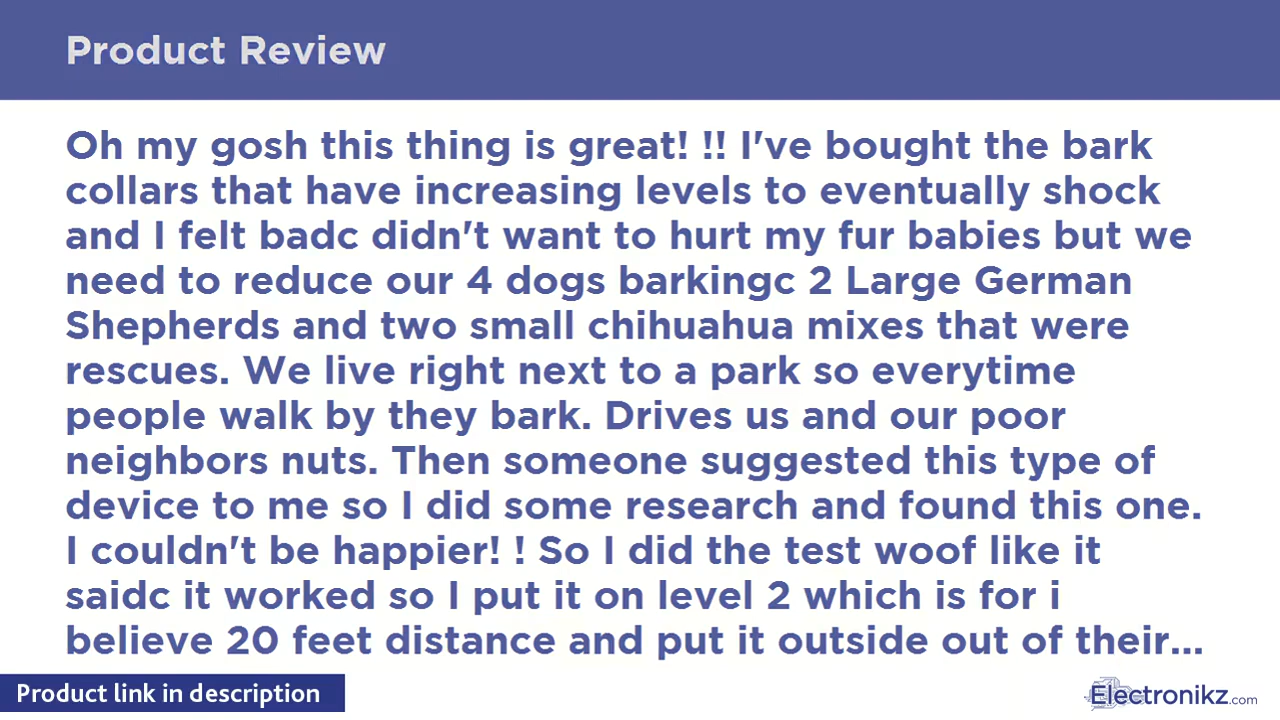 Product Review
Oh my gosh this thing is great! !! I've bought the bark
collars that have increasing levels to eventually shock
and I felt badc didn't want to hurt my fur babies but we
need to reduce our 4 dogs barkingc 2 Large German
Shepherds and two small chihuahua mixes that were
rescues. We live right next to a park so everytime
people walk by they bark. Drives us and our poor
neighbors nuts. Then someone suggested this type of
device to me so I did some research and found this one.
I couldn't be happier! ! So I did the test woof like it
saidc it worked so I put it on level 2 which is for i
believe 20 feet distance and put it outside out of their...
Product link in description
Electronikz.com